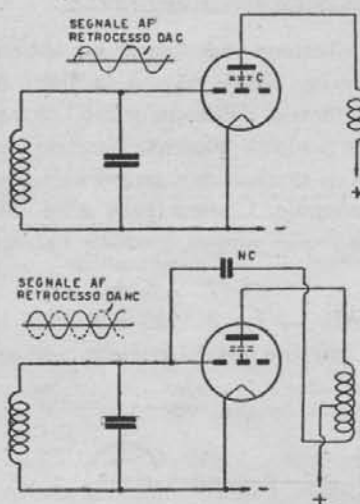 SEGNALE AF
RETROCESSO DA C
C
+
-
NC
SEGNALE AF
RETROCESSO DA NC
-
+